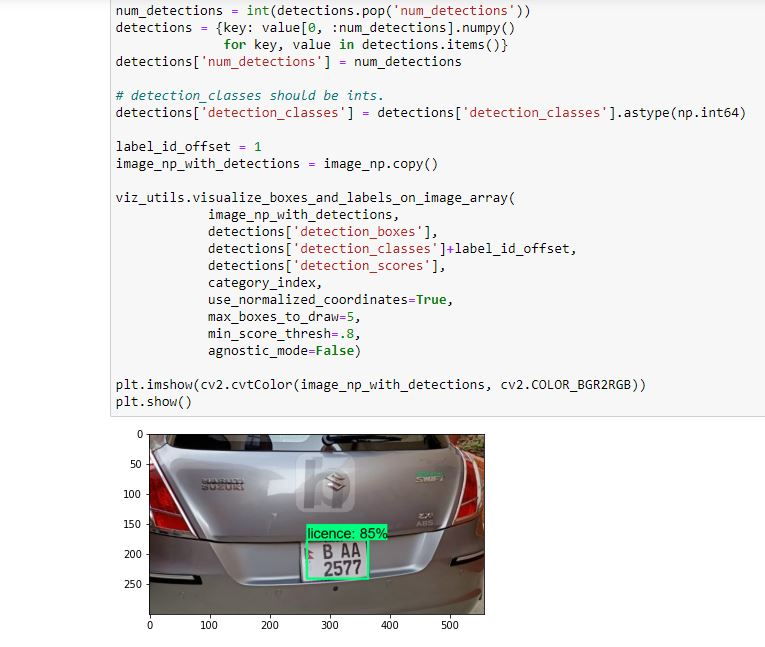 num_detections = int(detections.pop('num_detections'))
detections = {key: value[0, :num_detections].numpy()
              for key, value in detections.items()}
detections['num_detections'] = num_detections

# detection_classes should be ints.
detections['detection_classes'] = detections['detection_classes'].astype(np.int64)

label_id_offset = 1
image_np_with_detections = image_np.copy()

viz_utils.visualize_boxes_and_labels_on_image_array(
            image_np_with_detections,
            detections['detection_boxes'],
            detections['detection_classes']+label_id_offset,
            detections['detection_scores'],
            category_index,
            use_normalized_coordinates=True,
            max_boxes_to_draw=5,
            min_score_thresh=.8,
            agnostic_mode=False)

plt.imshow(cv2.cvtColor(image_np_with_detections, cv2.COLOR_BGR2RGB))
plt.show()
0
50
100
150
200
250
MARUTI
SUZUKI
SWIFT
ABS
licence: 85%
B AA
2577
0 100 200 300 400 500